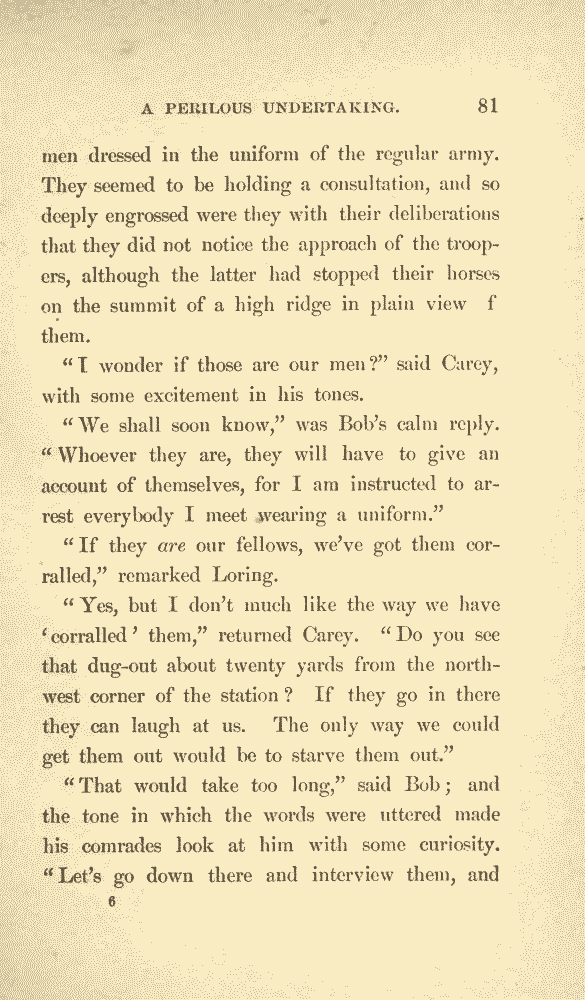 A PERILOUS UNDERTAKING. 81
men dressed in the uniform of the regular army.
They seemed to be holding a consultation, and so
deeply engrossed were they with their deliberations
that they did not notice the approach of the troop-
ers, although the latter had stopped their horses
on the summit of a high ridge in plain view f
them.
“I wonder if those are our men?” said Carey,
with some excitement in his tones.
“We shall soon know,” was Bob’s calm reply.
“Whoever they are, they will have to give an
account of themselves, for I am instructed to ar-
rest everybody I meet wearing a uniform.”
“If they are our fellows, we’ve got them cor-
ralled,” remarked Loring.
“Yes, but I don’t much like the way we have
‘corralled’ them,” returned Carey. “Do you see
that dug-out about twenty yards from the north-
west corner of the station? If they go in there
they can laugh at us. The only way we could
get them out would be to starve them out.”
“That would take too long,” said Bob; and
the tone in which the words were uttered made
his comrades look at him with some curiosity.
“Let’s go down there and interview them, and
6